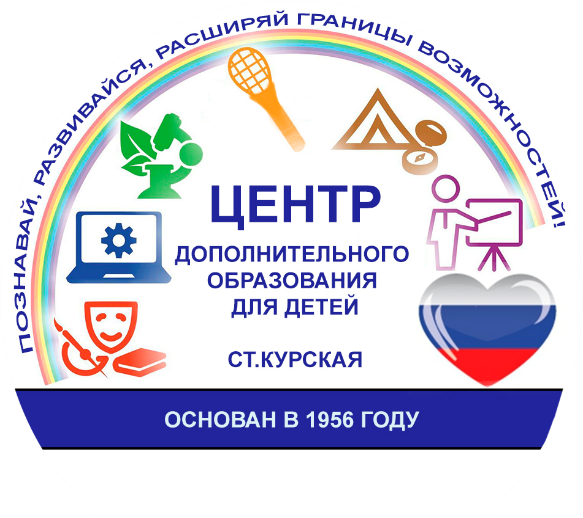 ПОЗНАВАЙ, РАЗВИВАЙСЯ, РАСШИРЯЙ ГРАНИЦЫ ВОЗМОЖНОСТЕЙ!
ЦЕНТР
ДОПОЛНИТЕЛЬНОГО
ОБРАЗОВАНИЯ
ДЛЯ ДЕТЕЙ
СТ.КУРСКАЯ
ОСНОВАН В 1956 ГОДУ